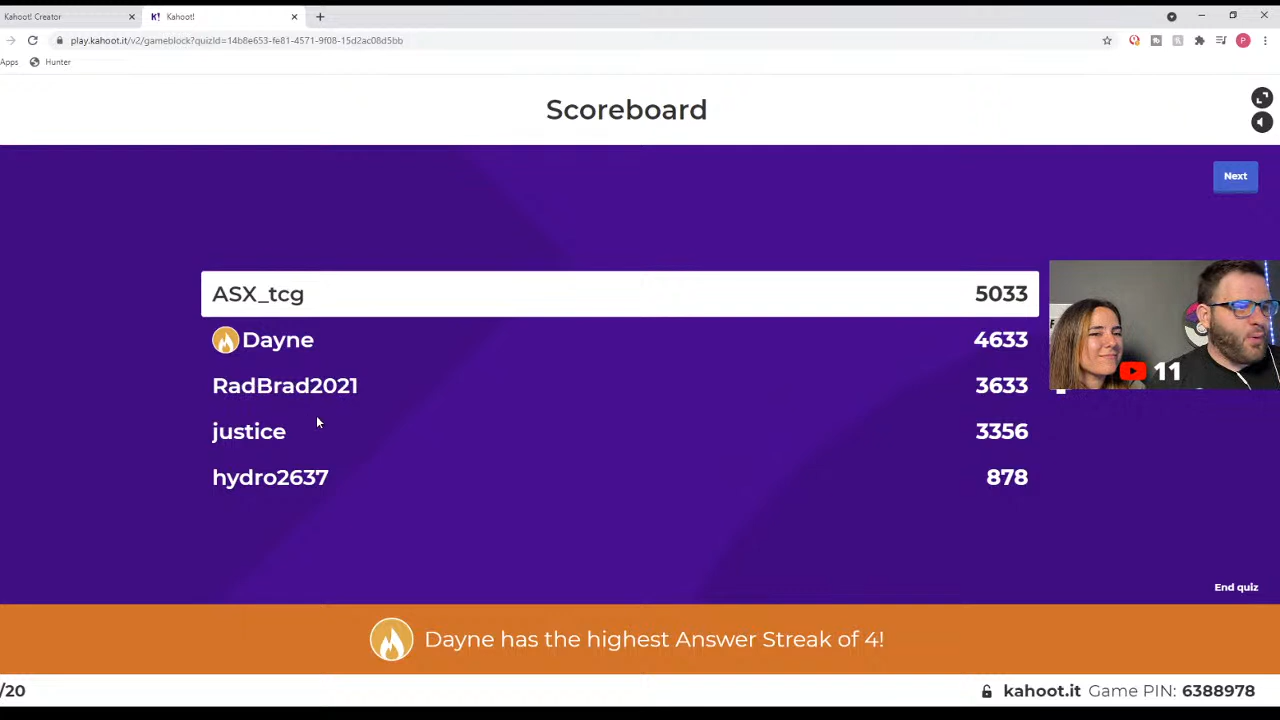 Kahoot! Creator
K! Kahoot!
play.kahoot.it/v2/gameblock?quizId=14b8e653-fe81-4571-9f08-15d2ac08d5bb
P
Apps
Hunter
Scoreboard
Next
ASX_tcg 5033
Dayne 4633
RadBrad2021 3633
justice 3356
hydro2637 878
11
End quiz
Dayne has the highest Answer Streak of 4!
/20
kahoot.it Game PIN: 6388978